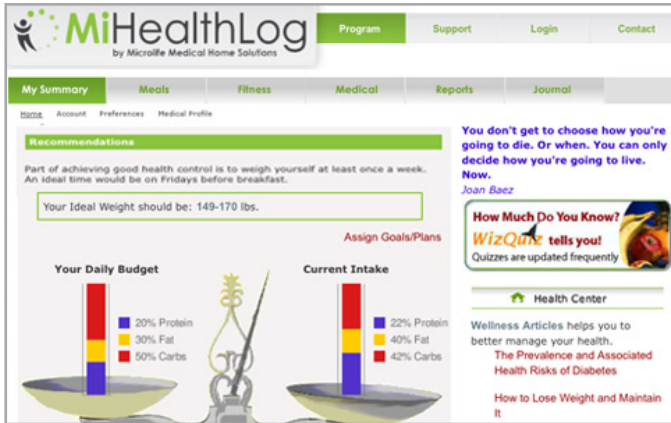 MiHealthLog
by Microlife Medical Home Solutions
Program Support Login Contact
My Summary Meals Fitness Medical Reports Journal
Home Account Preferences Medical Profile
Recommendations
Part of achieving good health control is to weigh yourself at least once a week.
An ideal time would be on Fridays before breakfast.
Your Ideal Weight should be: 149-170 lbs.
Assign Goals/Plans
Your Daily Budget
20% Protein
30% Fat
50% Carbs
Current Intake
22% Protein
40% Fat
42% Carbs
You don't get to choose how you're
going to die. Or when. You can only
decide how you're going to live.
Now.
Joan Baez
How Much Do You Know?
WizQuiz tells you!
Quizzes are updated frequently
Health Center
Wellness Articles helps you to
better manage your health.
The Prevalence and Associated
Health Risks of Diabetes
How to Lose Weight and Maintain
It